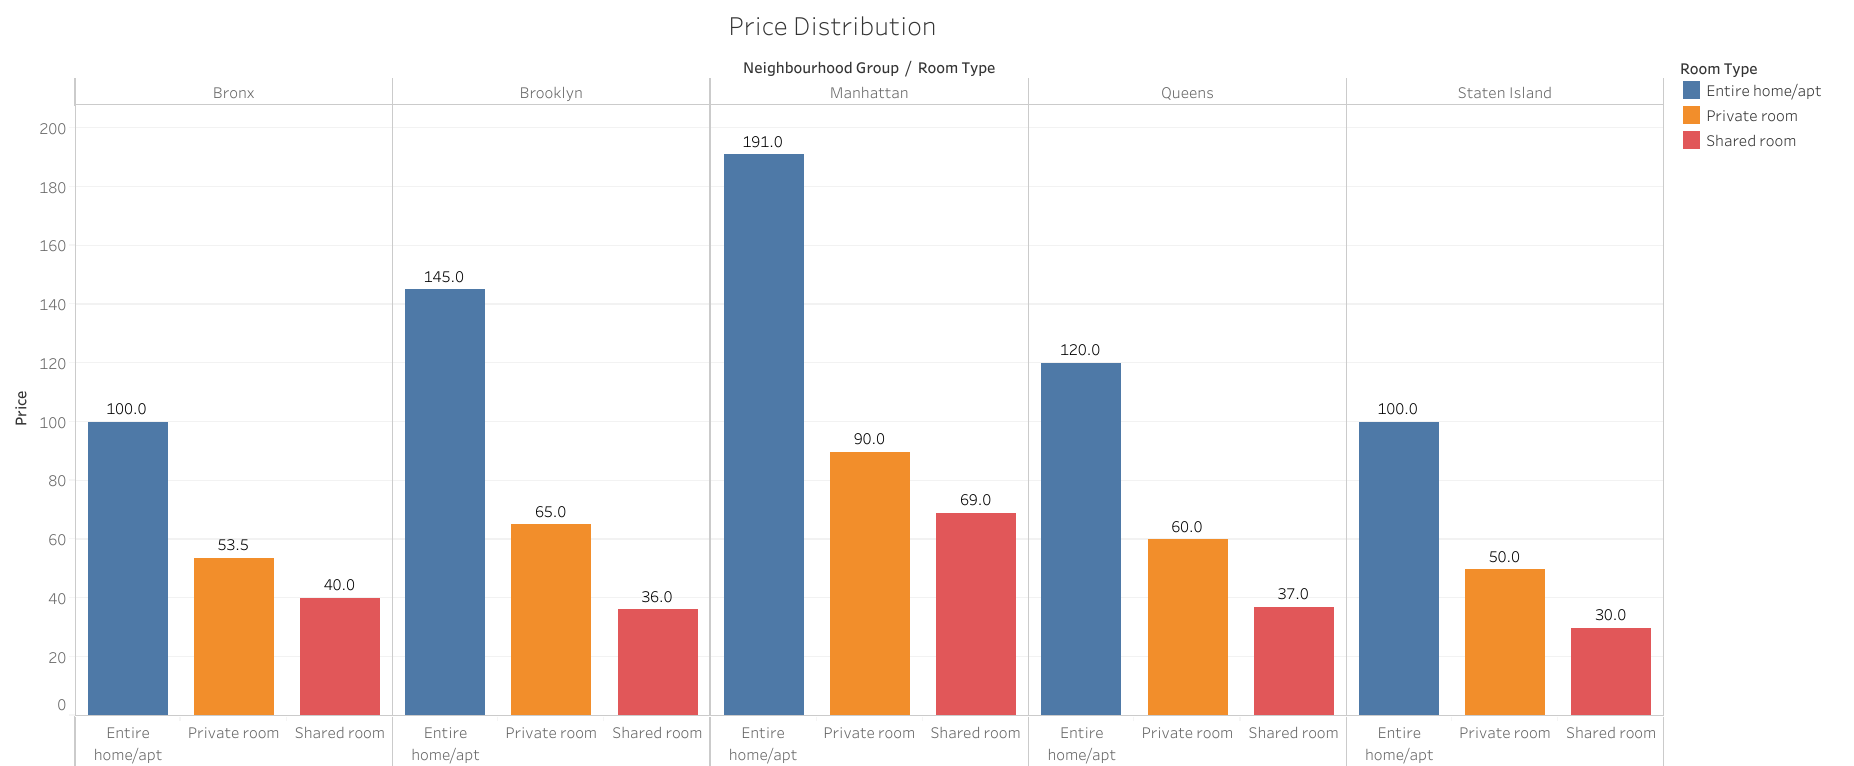 Price Distribution
Neighbourhood Group / Room Type
Room Type
Entire home/apt
Private room
Shared room
Bronx
Brooklyn
Manhattan
Queens
Staten Island
Price
200
180
160
140
120
100
80
60
40
20
0
100.0
53.5
40.0
145.0
65.0
36.0
191.0
90.0
69.0
120.0
60.0
37.0
100.0
50.0
30.0
Entire
home/apt
Private room
Shared room
Entire
home/apt
Private room
Shared room
Entire
home/apt
Private room
Shared room
Entire
home/apt
Private room
Shared room
Entire
home/apt
Private room
Shared room